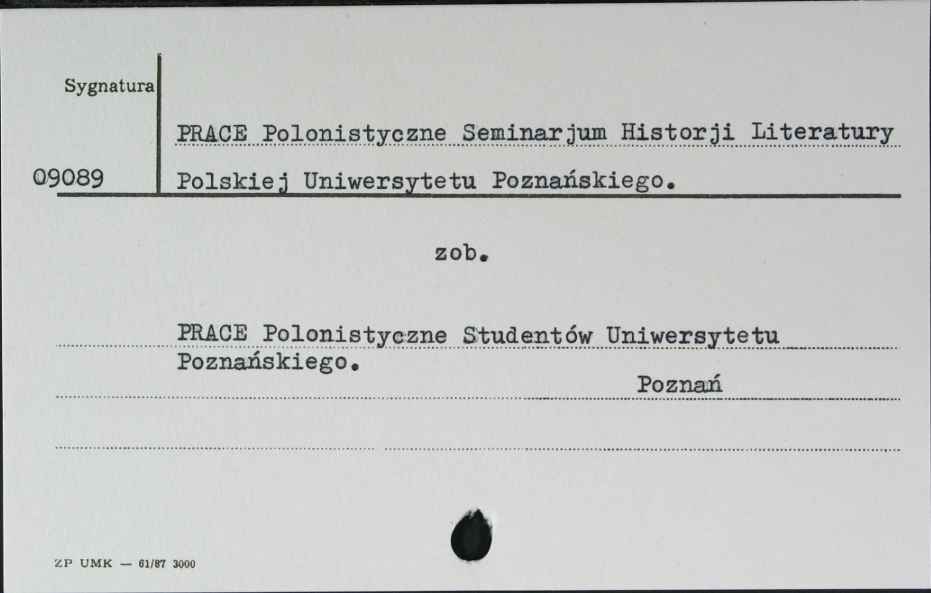 Sygnatura
PRACE Polonistyczne Seminarjum Historji Literatury
09089 Polskiej Uniwersytetu Poznańskiego.
zob.
PRACE Polonistyczne Studentów Uniwersytetu
Poznańskiego.
Poznań
ZP UMK — 61/87 3000